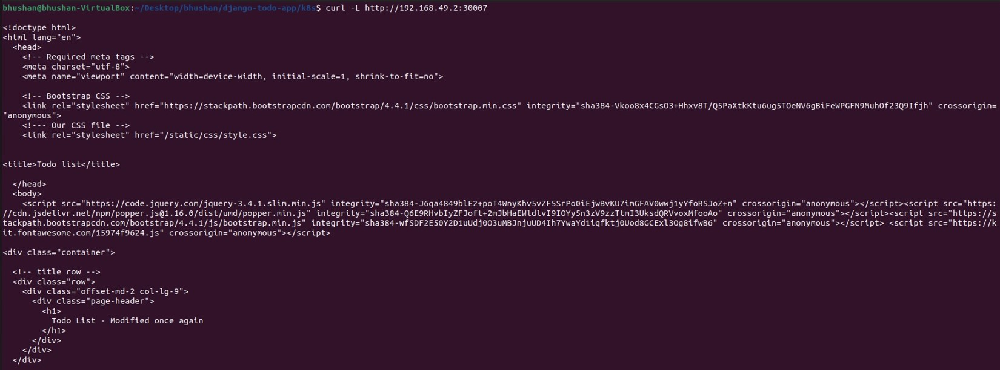 bhushan@bhushan-VirtualBox:~/Desktop/bhushan/django-todo-app/k8s$ curl -L http://192.168.49.2:30007
<!doctype html>
<html lang="en">
  <head>
    <!-- Required meta tags -->
    <meta charset="utf-8">
    <meta name="viewport" content="width=device-width, initial-scale=1, shrink-to-fit=no">
    <!-- Bootstrap CSS -->
    <link rel="stylesheet" href="https://stackpath.bootstrapcdn.com/bootstrap/4.4.1/css/bootstrap.min.css" integrity="sha384-Vkoo8x4CGsO3+Hhxv8T/Q5PaXtkKtu6ug5TOeNV6gBiFeWPGFN9MuhOf23Q9Ifjh" crossorigin=
"anonymous">
    <!--- Our CSS file -->
    <link rel="stylesheet" href="/static/css/style.css">
<title>Todo list</title>
  </head>
  <body>
    <script src="https://code.jquery.com/jquery-3.4.1.slim.min.js" integrity="sha384-J6qa4849blE2+poT4WnyKhv5vZF5SrPo0iEjwBvKU7imGFAV0wwj1yYfoRSJoZ+n" crossorigin="anonymous"></script><script src="https:
//cdn.jsdelivr.net/npm/popper.js@1.16.0/dist/umd/popper.min.js" integrity="sha384-Q6E9RHvbIyZFJoft+2mJbHaEWldlvI9IOYy5n3zV9zzTtmI3UksdQRVvoxMfooAo" crossorigin="anonymous"></script><script src="https://s
tackpath.bootstrapcdn.com/bootstrap/4.4.1/js/bootstrap.min.js" integrity="sha384-wfSDF2E50Y2D1uUdj0O3uMBJnjuUD4Ih7YwaYd1iqfktj0Uod8GCExl3Og8ifwB6" crossorigin="anonymous"></script> <script src="https://k
it.fontawesome.com/15974f9624.js" crossorigin="anonymous"></script>
<div class="container">
  <!-- title row -->
  <div class="row">
    <div class="offset-md-2 col-lg-9">
      <div class="page-header">
        <h1>
          Todo List - Modified once again
        </h1>
      </div>
    </div>
  </div>